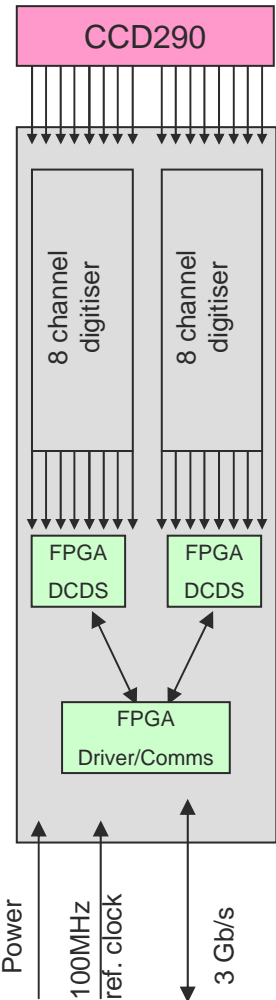 CCD290
8 channel
digitiser
8 channel
digitiser
FPGA
DCDS
FPGA
DCDS
FPGA
Driver/Comms
Power
100MHz
ref. clock
3 Gb/s